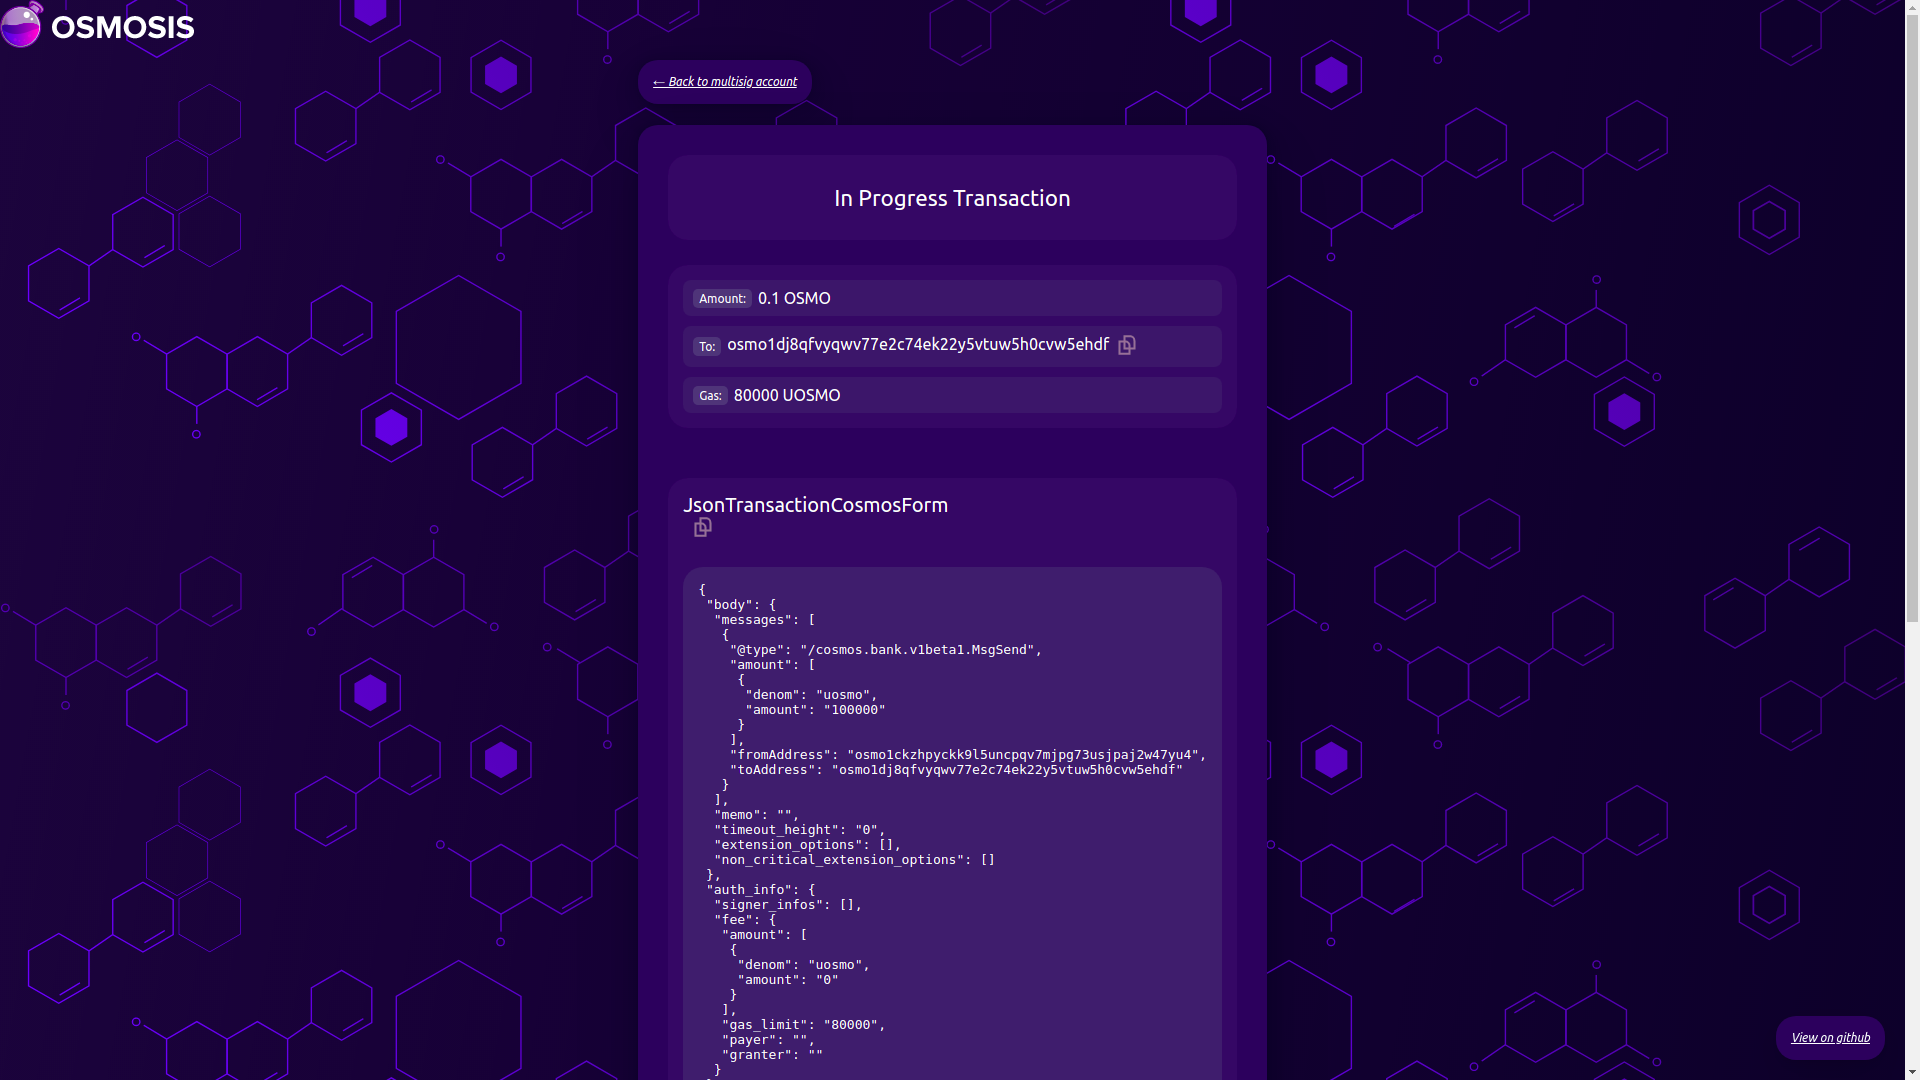 OSMOSIS
← Back to multisig account
In Progress Transaction
Amount: 0.1 OSMO
To: osmo1dj8qfvyqwv77e2c74ek22y5vtuw5h0cvw5ehdf
Gas: 80000 UOSMO
JsonTransactionCosmosForm
{
"body": {
"messages": [
{
"@type": "/cosmos.bank.v1beta1.MsgSend",
"amount": [
{
"denom": "uosmo",
"amount": "100000"
}
],
"fromAddress": "osmo1ckzhpyckk9l5uncpqv7mjpg73usjpaj2w47yu4",
"toAddress": "osmo1dj8qfvyqwv77e2c74ek22y5vtuw5h0cvw5ehdf"
}
],
"memo": "",
"timeout_height": "0",
"extension_options": [],
"non_critical_extension_options": []
},
"auth_info": {
"signer_infos": [],
"fee": {
"amount": [
{
"denom": "uosmo",
"amount": "0"
}
],
"gas_limit": "80000",
"payer": "",
"granter": ""
}
View on github